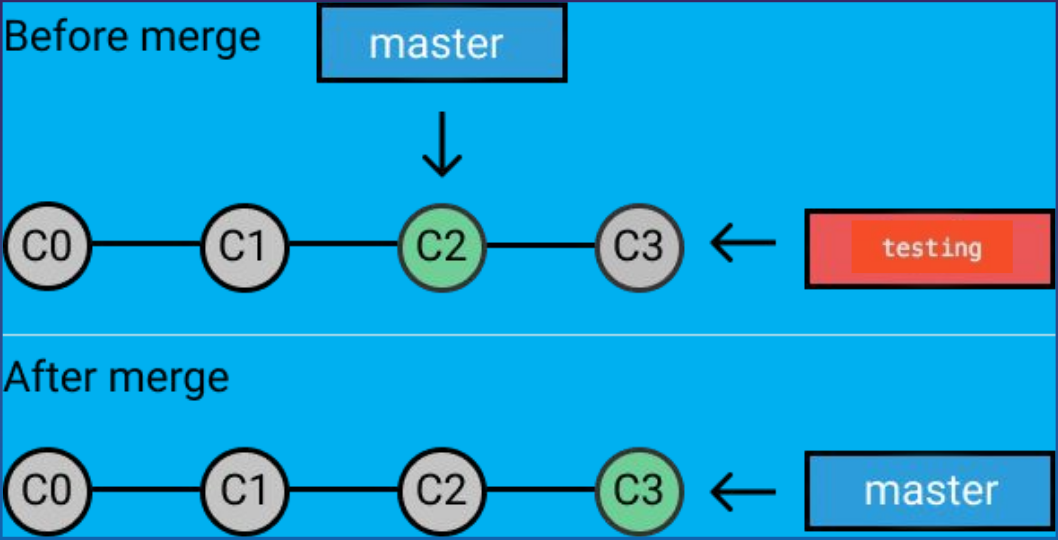 Before merge
master
C0 C1 C2 C3 testing
After merge
C0 C1 C2 C3 master